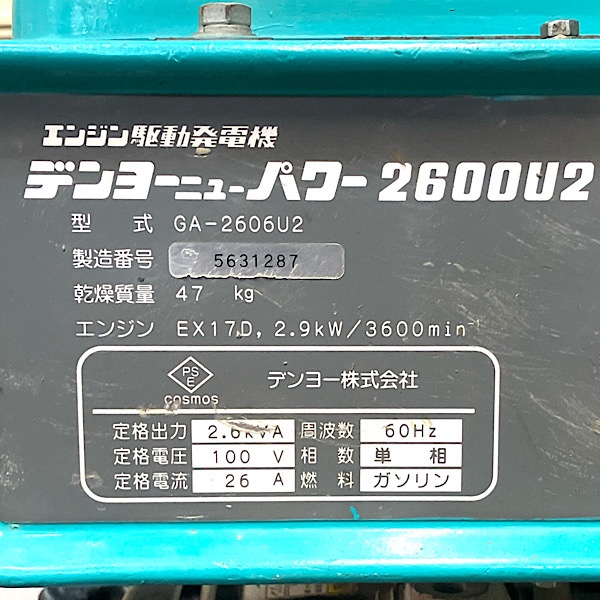 エンジン駆動発電機
デンヨーニューパワー2600U2
型 式 GA-2606U2
製造番号 5631287
乾燥質量 47 kg
エンジン EX17D, 2.9kW/3600min⁻¹
PS
E
cosmos
デンヨー株式会社
定格出力 2.6kVA 周波数 60Hz
定格電圧 100 V 相 数 単 相
定格電流 26 A 燃 料 ガソリン